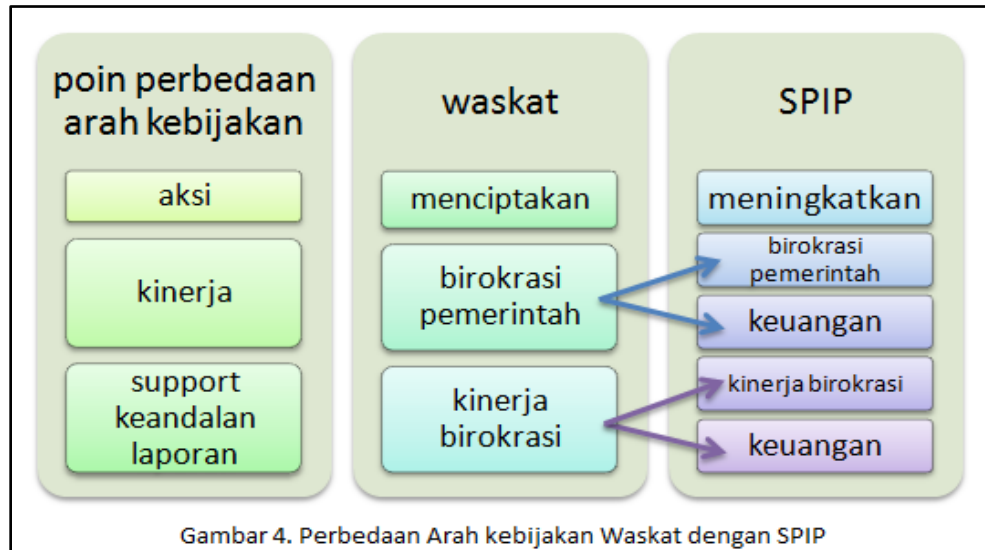 poin perbedaan
arah kebijakan
aksi
kinerja
support
keandalan
laporan
waskat
menciptakan
birokrasi
pemerintah
kinerja
birokrasi
SPIP
meningkatkan
birokrasi
pemerintah
keuangan
kinerja birokrasi
keuangan
Gambar 4. Perbedaan Arah kebijakan Waskat dengan SPIP